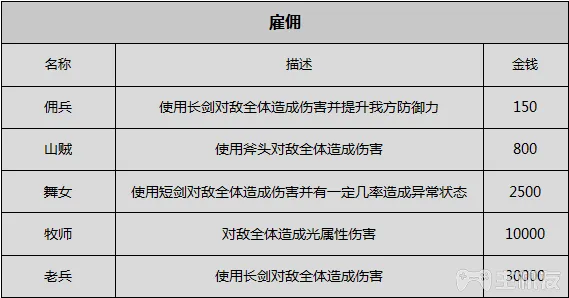 雇佣
名称 描述 金钱
佣兵 使用长剑对敌全体造成伤害并提升我方防御力 150
山贼 使用斧头对敌全体造成伤害 800
舞女 使用短剑对敌全体造成伤害并有一定几率造成异常状态 2500
牧师 对敌全体造成光属性伤害 10000
老兵 使用长剑对敌全体造成伤害 30000